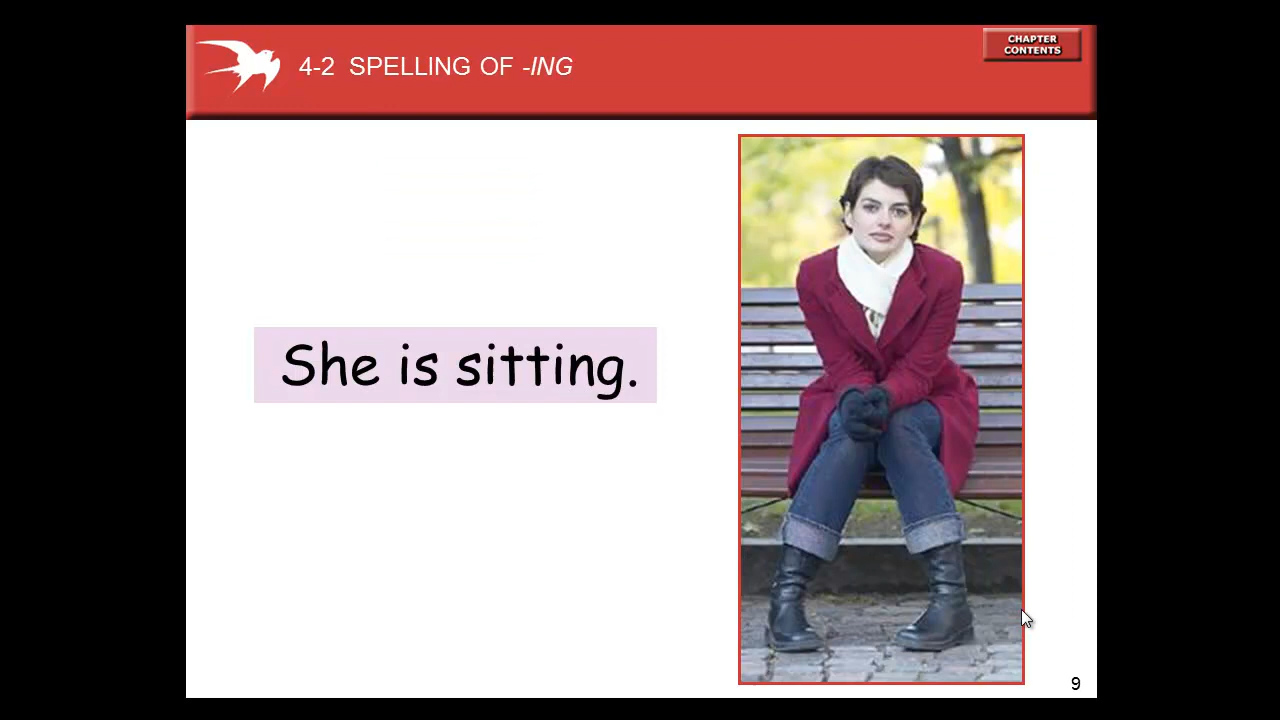 4-2 SPELLING OF -ING
CHAPTER
CONTENTS
She is sitting.
9